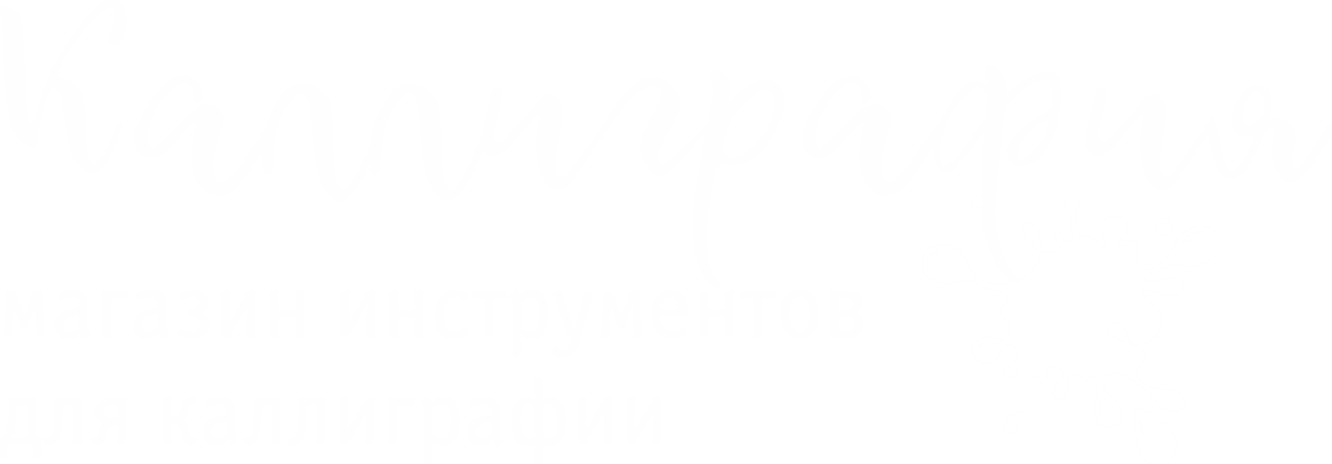 Каллиграфия
магазин инструментов
для каллиграфии